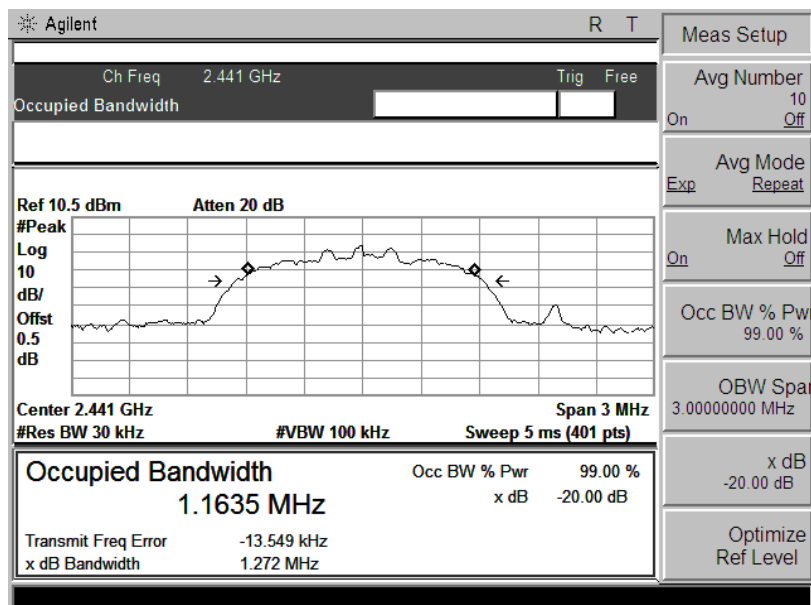 Agilent R T
Meas Setup
Ch Freq 2.441 GHz Trig Free
Occupied Bandwidth
Avg Number
10
On Off
Avg Mode
Exp Repeat
Max Hold
On Off
Occ BW % Pwr
99.00 %
OBW Span
3.00000000 MHz
x dB
-20.00 dB
Optimize
Ref Level
Ref 10.5 dBm Atten 20 dB
#Peak
Log
10
dB/
Offst
0.5
dB
Center 2.441 GHz Span 3 MHz
#Res BW 30 kHz #VBW 100 kHz Sweep 5 ms (401 pts)
Occupied Bandwidth Occ BW % Pwr 99.00 %
1.1635 MHz x dB -20.00 dB
Transmit Freq Error -13.549 kHz
x dB Bandwidth 1.272 MHz